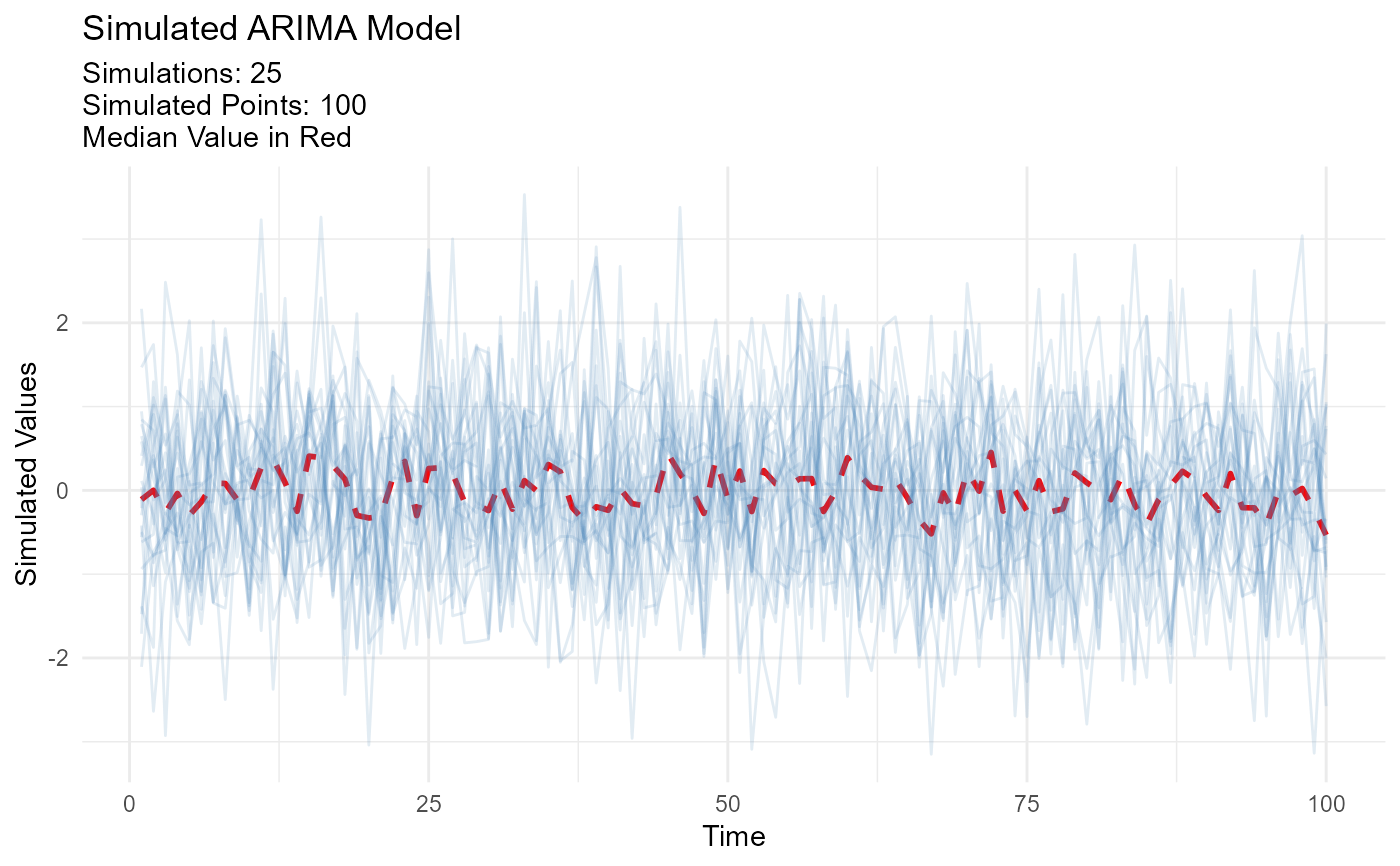 Simulated ARIMA Model
Simulations: 25
Simulated Points: 100
Median Value in Red
Simulated Values
2
0
-2
0
25
50
75
100
Time